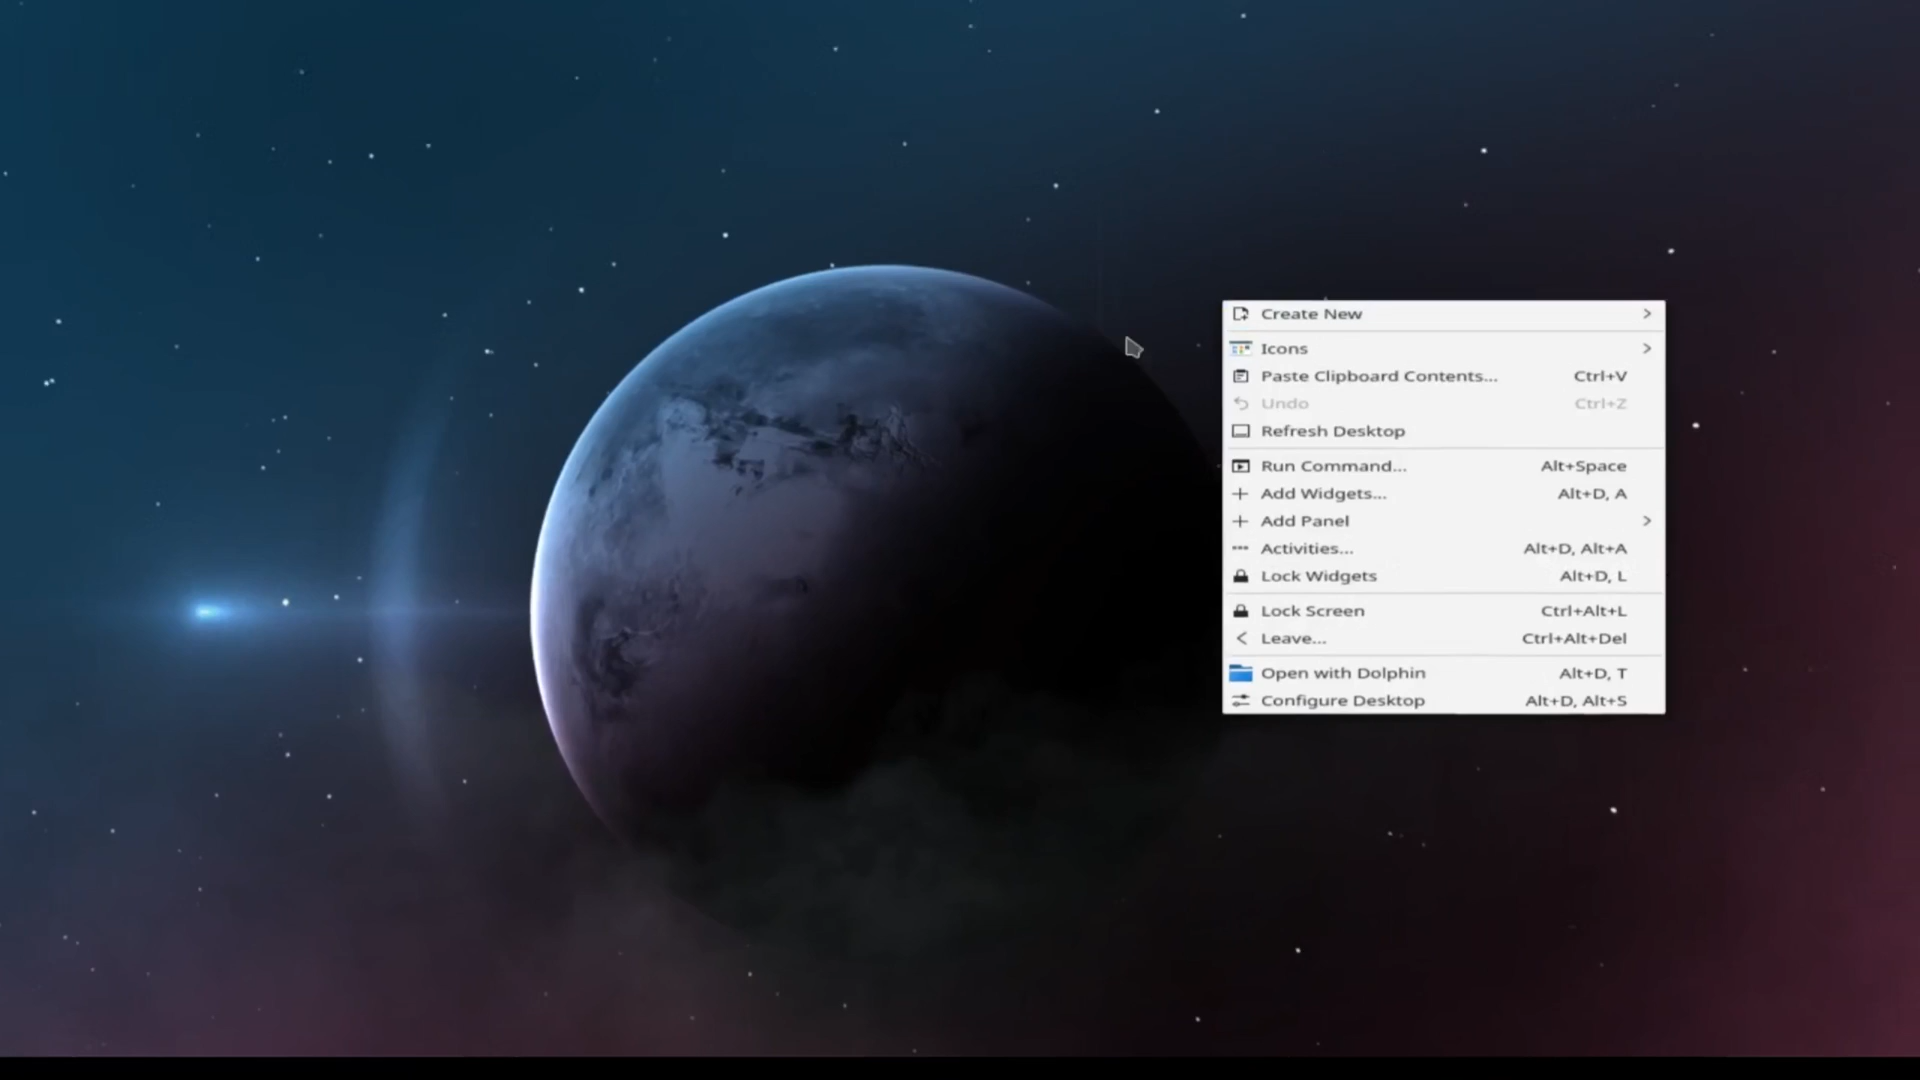 Create New
Icons
Paste Clipboard Contents... Ctrl+V
Undo Ctrl+Z
Refresh Desktop
Run Command... Alt+Space
Add Widgets... Alt+D, A
Add Panel
Activities... Alt+D, Alt+A
Lock Widgets Alt+D, L
Lock Screen Ctrl+Alt+L
Leave... Ctrl+Alt+Del
Open with Dolphin Alt+D, T
Configure Desktop Alt+D, Alt+S